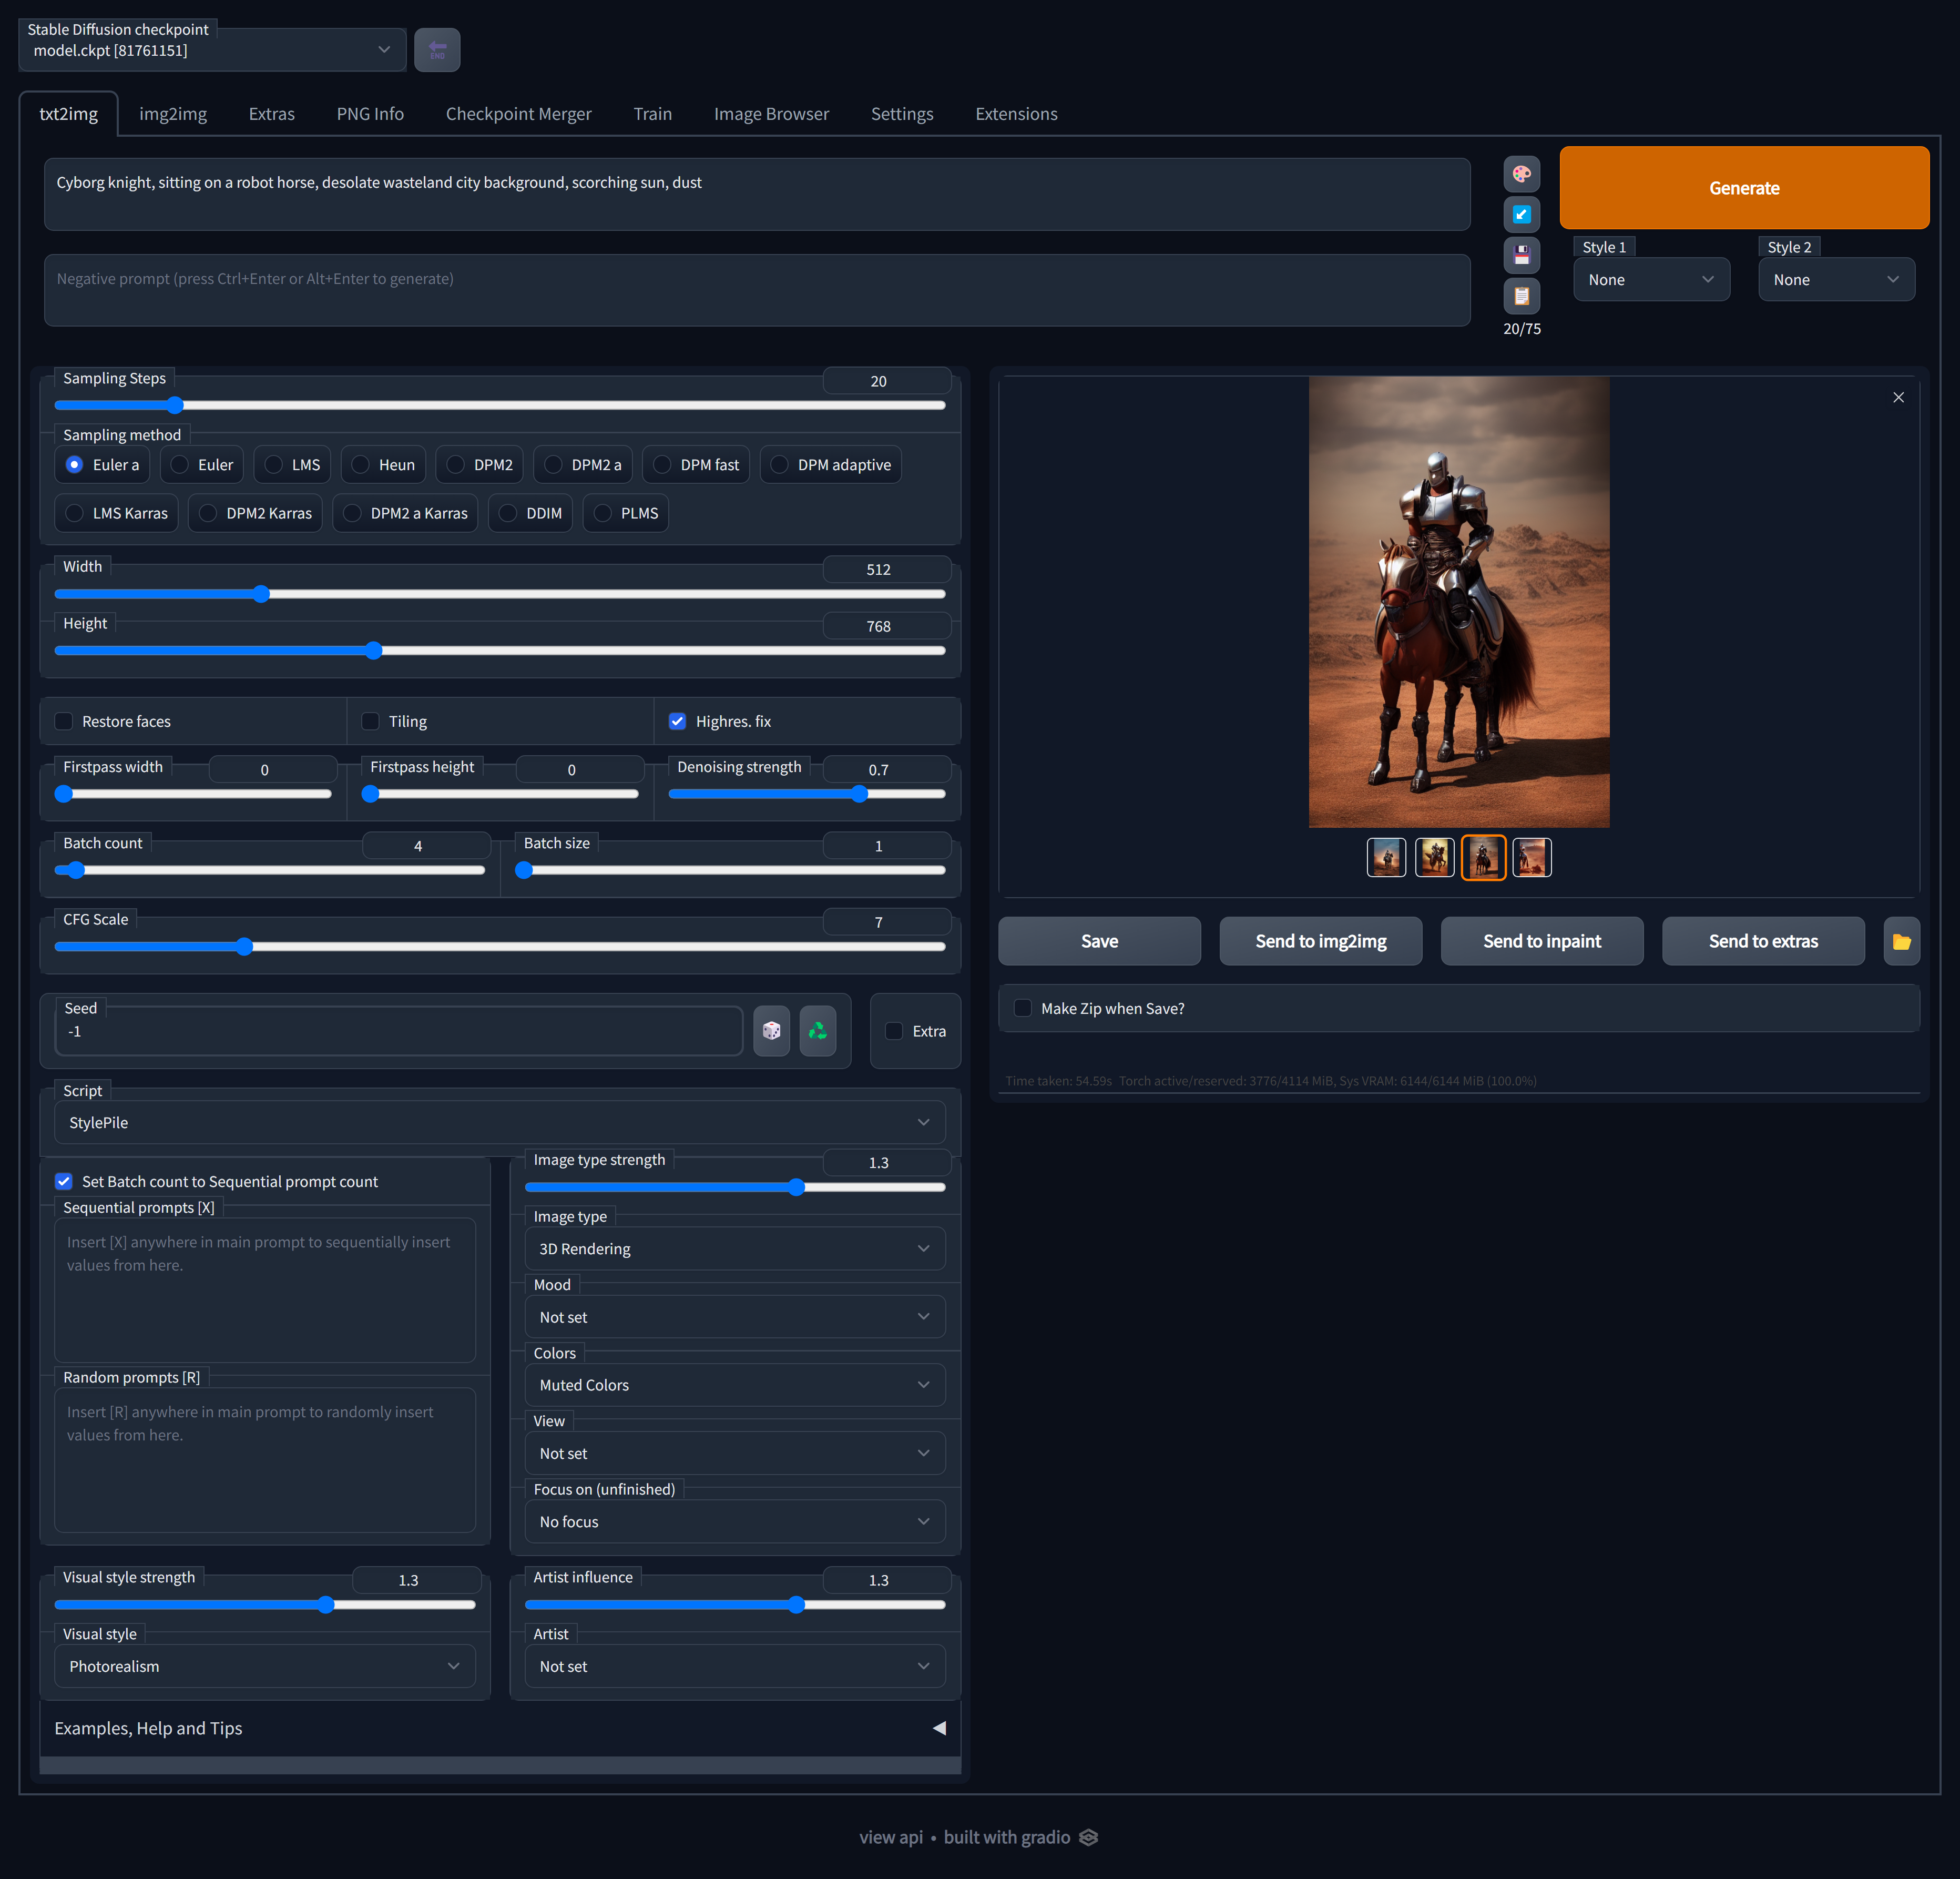 Stable Diffusion checkpoint
model.ckpt [81761151]
END
txt2img img2img Extras PNG Info Checkpoint Merger Train Image Browser Settings Extensions
Cyborg knight, sitting on a robot horse, desolate wasteland city background, scorching sun, dust
Generate
Negative prompt (press Ctrl+Enter or Alt+Enter to generate)
Style 1 Style 2
None None
20/75
Sampling Steps 20
Sampling method
Euler a Euler LMS Heun DPM2 DPM2 a DPM fast DPM adaptive
LMS Karras DPM2 Karras DPM2 a Karras DDIM PLMS
Width 512
Height 768
Restore faces Tiling Highres. fix
Firstpass width 0 Firstpass height 0 Denoising strength 0.7
Batch count 4 Batch size 1
CFG Scale 7
Seed
-1
Extra
Script
StylePile
Set Batch count to Sequential prompt count
Sequential prompts [X]
Insert [X] anywhere in main prompt to sequentially insert
values from here.
Random prompts [R]
Insert [R] anywhere in main prompt to randomly insert
values from here.
Image type strength 1.3
Image type
3D Rendering
Mood
Not set
Colors
Muted Colors
View
Not set
Focus on (unfinished)
No focus
Visual style strength 1.3
Visual style
Photorealism
Artist influence 1.3
Artist
Not set
Examples, Help and Tips
Save Send to img2img Send to inpaint Send to extras
Make Zip when Save?
Time taken: 54.59s Torch active/reserved: 3776/4114 MiB, Sys VRAM: 6144/6144 MiB (100.0%)
view api • built with gradio